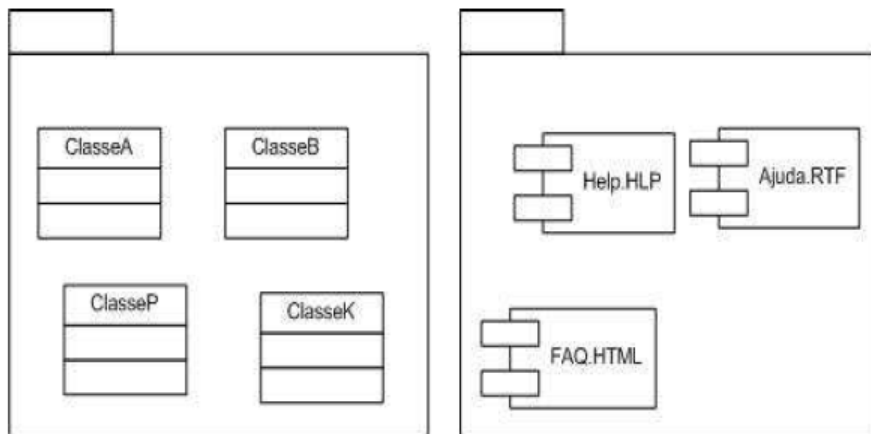 ClasseA
ClasseB
ClasseP
ClasseK
Help.HLP
Ajuda.RTF
FAQ.HTML